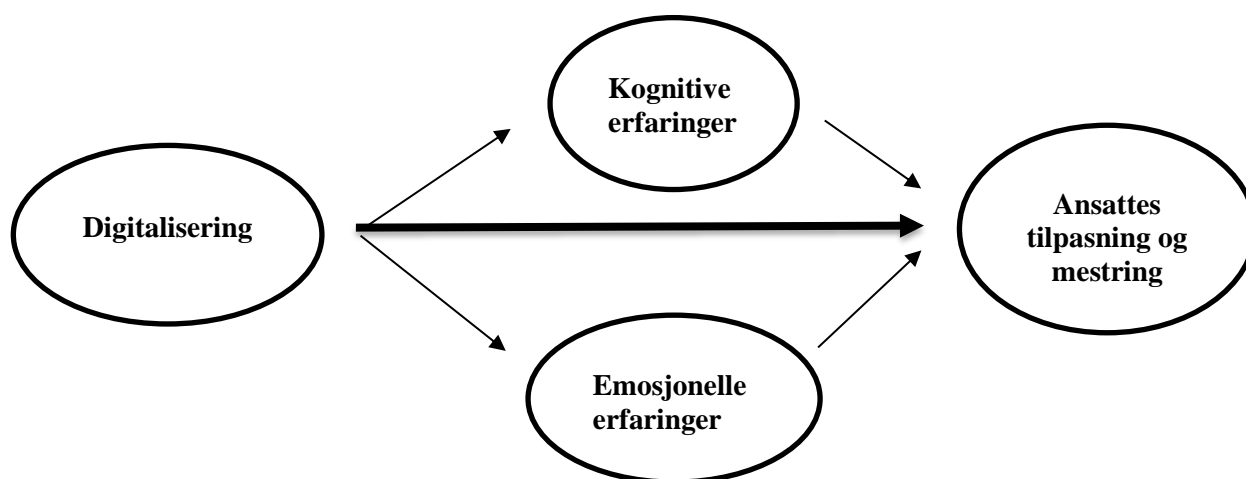 Kognitive
erfaringer
Digitalisering
Ansattes
tilpasning og
mestring
Emosjonelle
erfaringer